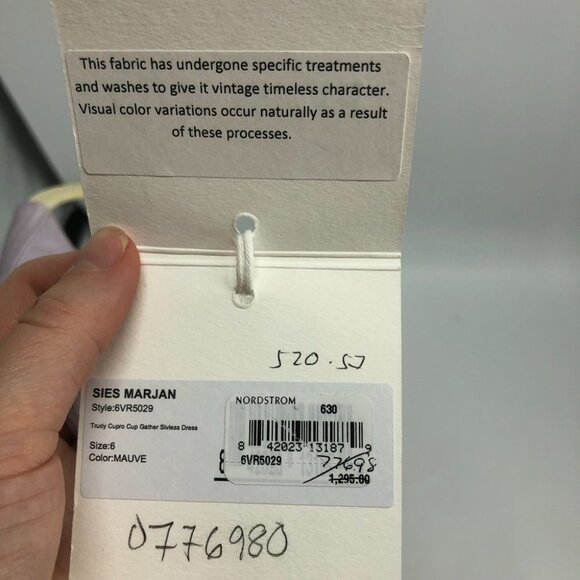 This fabric has undergone specific treatments
and washes to give it vintage timeless character.
Visual color variations occur naturally as a result
of these processes.
520.57
SIES MARJAN
Style:6VR5029
Trudy Cupro Cup Gather Slvless Dress
Size:6
Color:MAUVE
NORDSTROM
630
8 42023 13187 9
6VR5029
77698
1,295.00
0776980